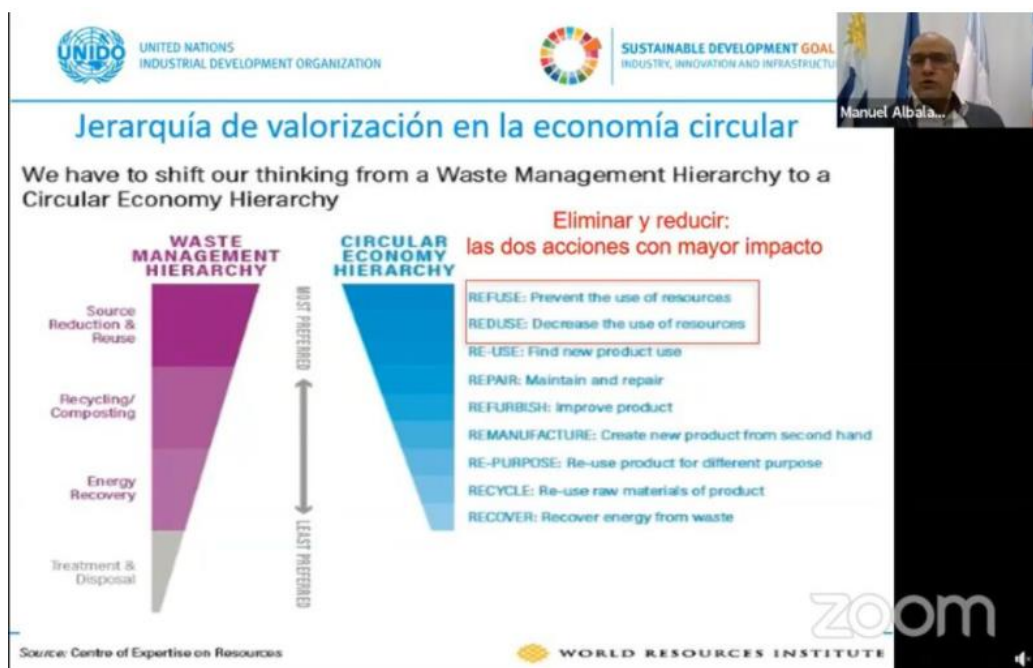 UNIDO
UNITED NATIONS
INDUSTRIAL DEVELOPMENT ORGANIZATION
SUSTAINABLE DEVELOPMENT GOAL
INDUSTRY, INNOVATION AND INFRASTRUCTU
Manuel Albala...
Jerarquía de valorización en la economía circular
We have to shift our thinking from a Waste Management Hierarchy to a
Circular Economy Hierarchy
Eliminar y reducir:
las dos acciones con mayor impacto
WASTE
MANAGEMENT
HIERARCHY
Source
Reduction &
Reuse
Recycling/
Composting
Energy
Recovery
Treatment &
Disposal
MOST PREFERRED
LEAST PREFERRED
CIRCULAR
ECONOMY
HIERARCHY
REFUSE: Prevent the use of resources
REDUSE: Decrease the use of resources
RE-USE: Find new product use
REPAIR: Maintain and repair
REFURBISH: Improve product
REMANUFACTURE: Create new product from second hand
RE-PURPOSE: Re-use product for different purpose
RECYCLE: Re-use raw materials of product
RECOVER: Recover energy from waste
Source: Centre of Expertise on Resources
WORLD RESOURCES INSTITUTE
zoom